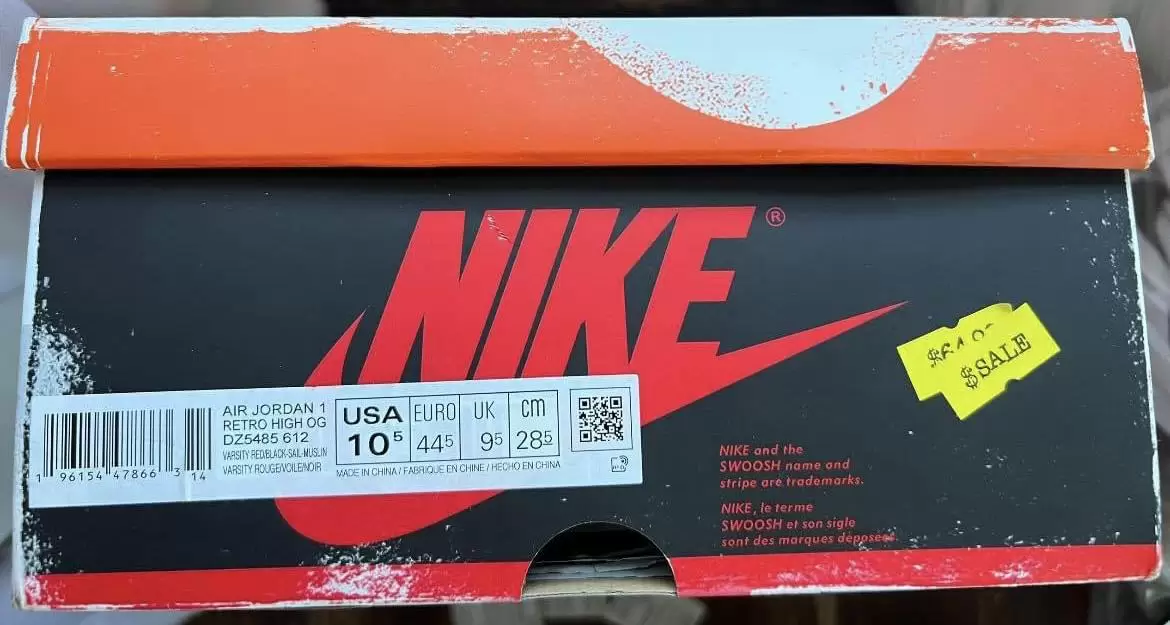 NIKE®
$SALE
AIR JORDAN 1
RETRO HIGH OG
DZ5485 612
VARSITY RED/BLACK-SAIL-MUSLIN
VARSITY ROUGE/VOILE/NOIR
1 96154 47866 3 14
USA EURO UK cm
10⁵ 44⁵ 9⁵ 28⁵
MADE IN CHINA / FABRIQUE EN CHINE / HECHO EN CHINA
NIKE and the
SWOOSH name and
stripe are trademarks.
NIKE, le terme
SWOOSH et son sigle
sont des marques déposées.